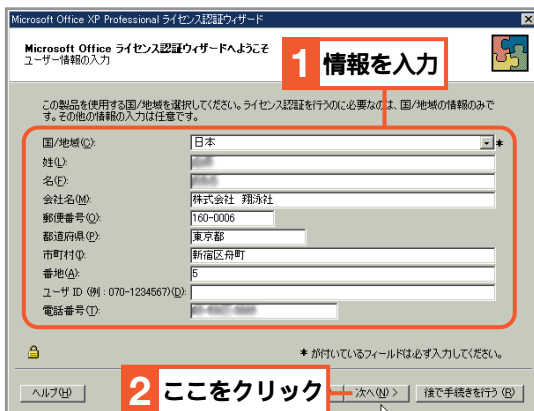 Microsoft Office XP Professional ライセンス認証ウィザード
Microsoft Office ライセンス認証ウィザードへようこそ
ユーザー情報の入力
1 情報を入力
この製品を使用する国/地域を選択してください。ライセンス認証を行うのに必要なのは、国/地域の情報のみで
す。その他の情報の入力は任意です。
国/地域(C): 日本 *
姓(L):
名(F):
会社名(M): 株式会社 翔泳社
郵便番号(O): 160-0006
都道府県(P): 東京都
市町村(I): 新宿区舟町
番地(A): 5
ユーザ ID (例 : 070-1234567)(D):
電話番号(T):
* が付いているフィールドは必ず入力してください。
ヘルプ(H) 2 ここをクリック 次へ(N) > 後で手続きを行う (R)